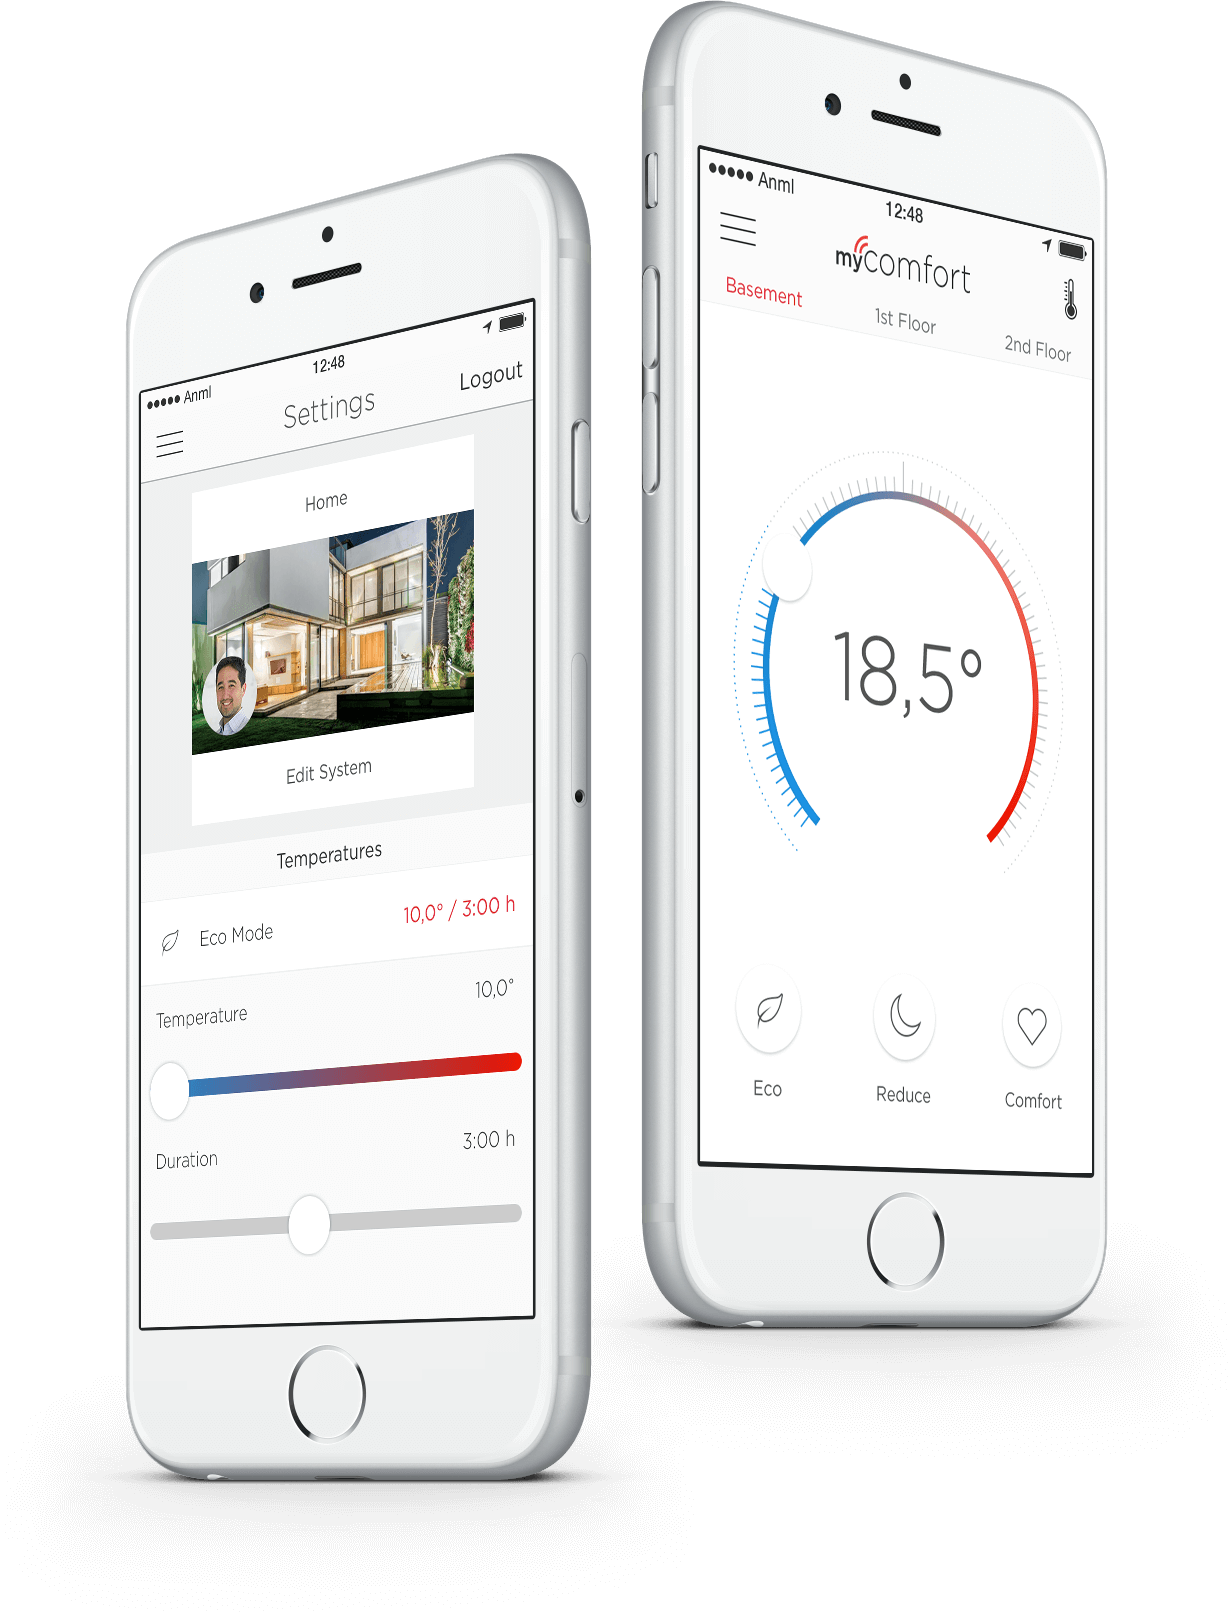 Anml
12:48
Settings
Logout
Home
Edit System
Temperatures
Eco Mode
10,0° / 3:00 h
Temperature
10,0°
Duration
3:00 h
Anml
12:48
mycomfort
Basement
1st Floor
2nd Floor
18,5°
Eco
Reduce
Comfort